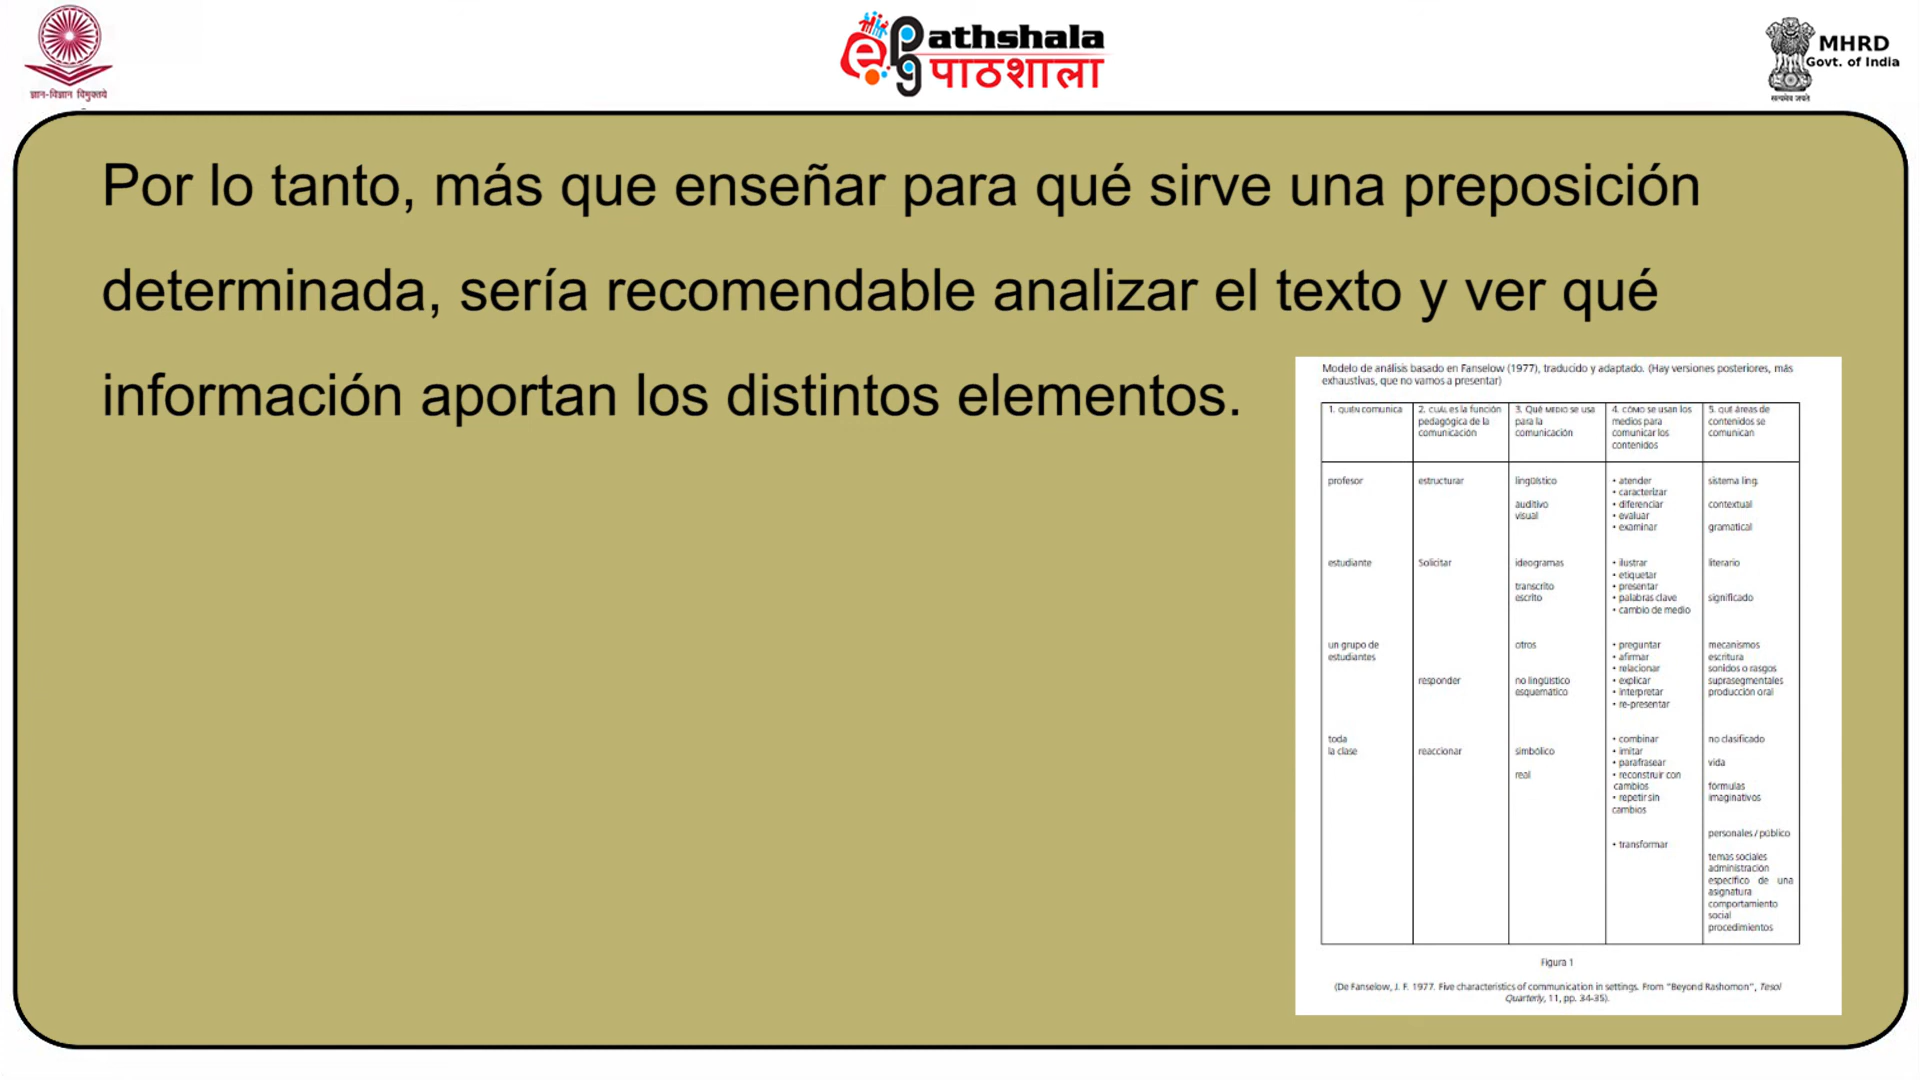 ज्ञान-विज्ञान विमुक्तये
ePg Pathshala
पाठशाला
MHRD
Govt. of India
सत्यमेव जयते
Por lo tanto, más que enseñar para qué sirve una preposición
determinada, sería recomendable analizar el texto y ver qué
información aportan los distintos elementos.
Modelo de análisis basado en Fanselow (1977), traducido y adaptado. (Hay versiones posteriores, más
exhaustivas, que no vamos a presentar)
1. QUIÉN comunica
2. CUÁL es la función
pedagógica de la
comunicación
3. Qué MEDIO se usa
para la
comunicación
4. CÓMO se usan los
medios para
comunicar los
contenidos
5. QUÉ áreas de
contenidos se
comunican
profesor
estructurar
lingüístico
auditivo
visual
• atender
• caracterizar
• diferenciar
• evaluar
• examinar
sistema ling.
contextual
gramatical
estudiante
Solicitar
ideogramas
transcrito
escrito
• ilustrar
• etiquetar
• presentar
• palabras clave
• cambio de medio
literario
significado
un grupo de
estudiantes
responder
otros
no lingüístico
esquemático
• preguntar
• afirmar
• relacionar
• explicar
• interpretar
• re-presentar
mecanismos
escritura
sonidos o rasgos
suprasegmentales
producción oral
toda
la clase
reaccionar
simbólico
real
• combinar
• imitar
• parafrasear
• reconstruir con
cambios
• repetir sin
cambios
• transformar
no clasificado
vida
fórmulas
imaginativos
personales / público
temas sociales
administración
específico de una
asignatura
comportamiento
social
procedimientos
Figura 1
(De Fanselow, J. F. 1977. Five characteristics of communication in settings. From “Beyond Rashomon”, Tesol
Quarterly, 11, pp. 34-35).